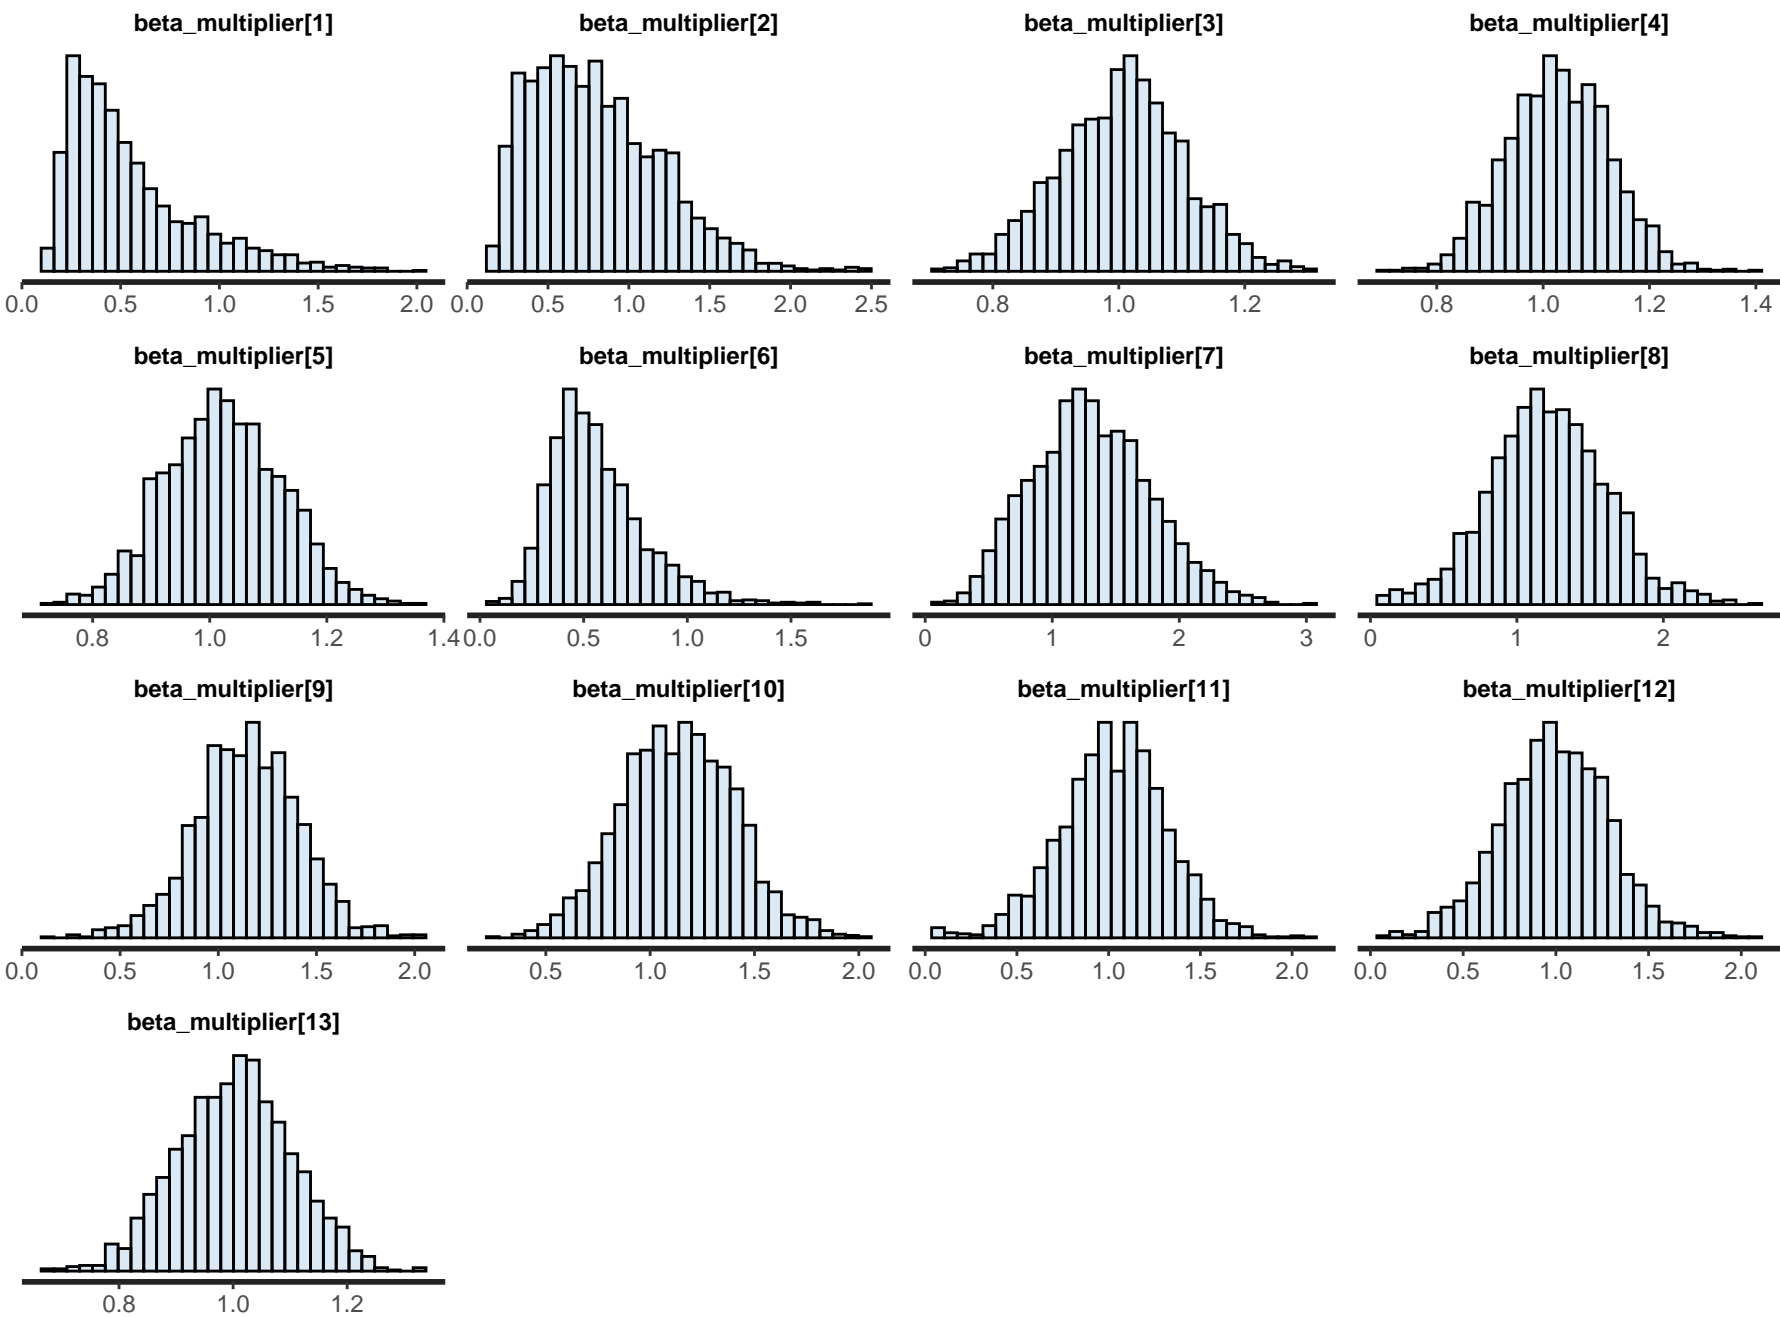 beta_multiplier[1] beta_multiplier[2] beta_multiplier[3] beta_multiplier[4]
0.0 0.5 1.0 1.5 2.0 0.0 0.5 1.0 1.5 2.0 2.5 0.8 1.0 1.2 0.8 1.0 1.2 1.4
beta_multiplier[5] beta_multiplier[6] beta_multiplier[7] beta_multiplier[8]
0.8 1.0 1.2 1.4 0.0 0.5 1.0 1.5 0 1 2 3 0 1 2
beta_multiplier[9] beta_multiplier[10] beta_multiplier[11] beta_multiplier[12]
0.0 0.5 1.0 1.5 2.0 0.5 1.0 1.5 2.0 0.0 0.5 1.0 1.5 2.0 0.0 0.5 1.0 1.5 2.0
beta_multiplier[13]
0.8 1.0 1.2